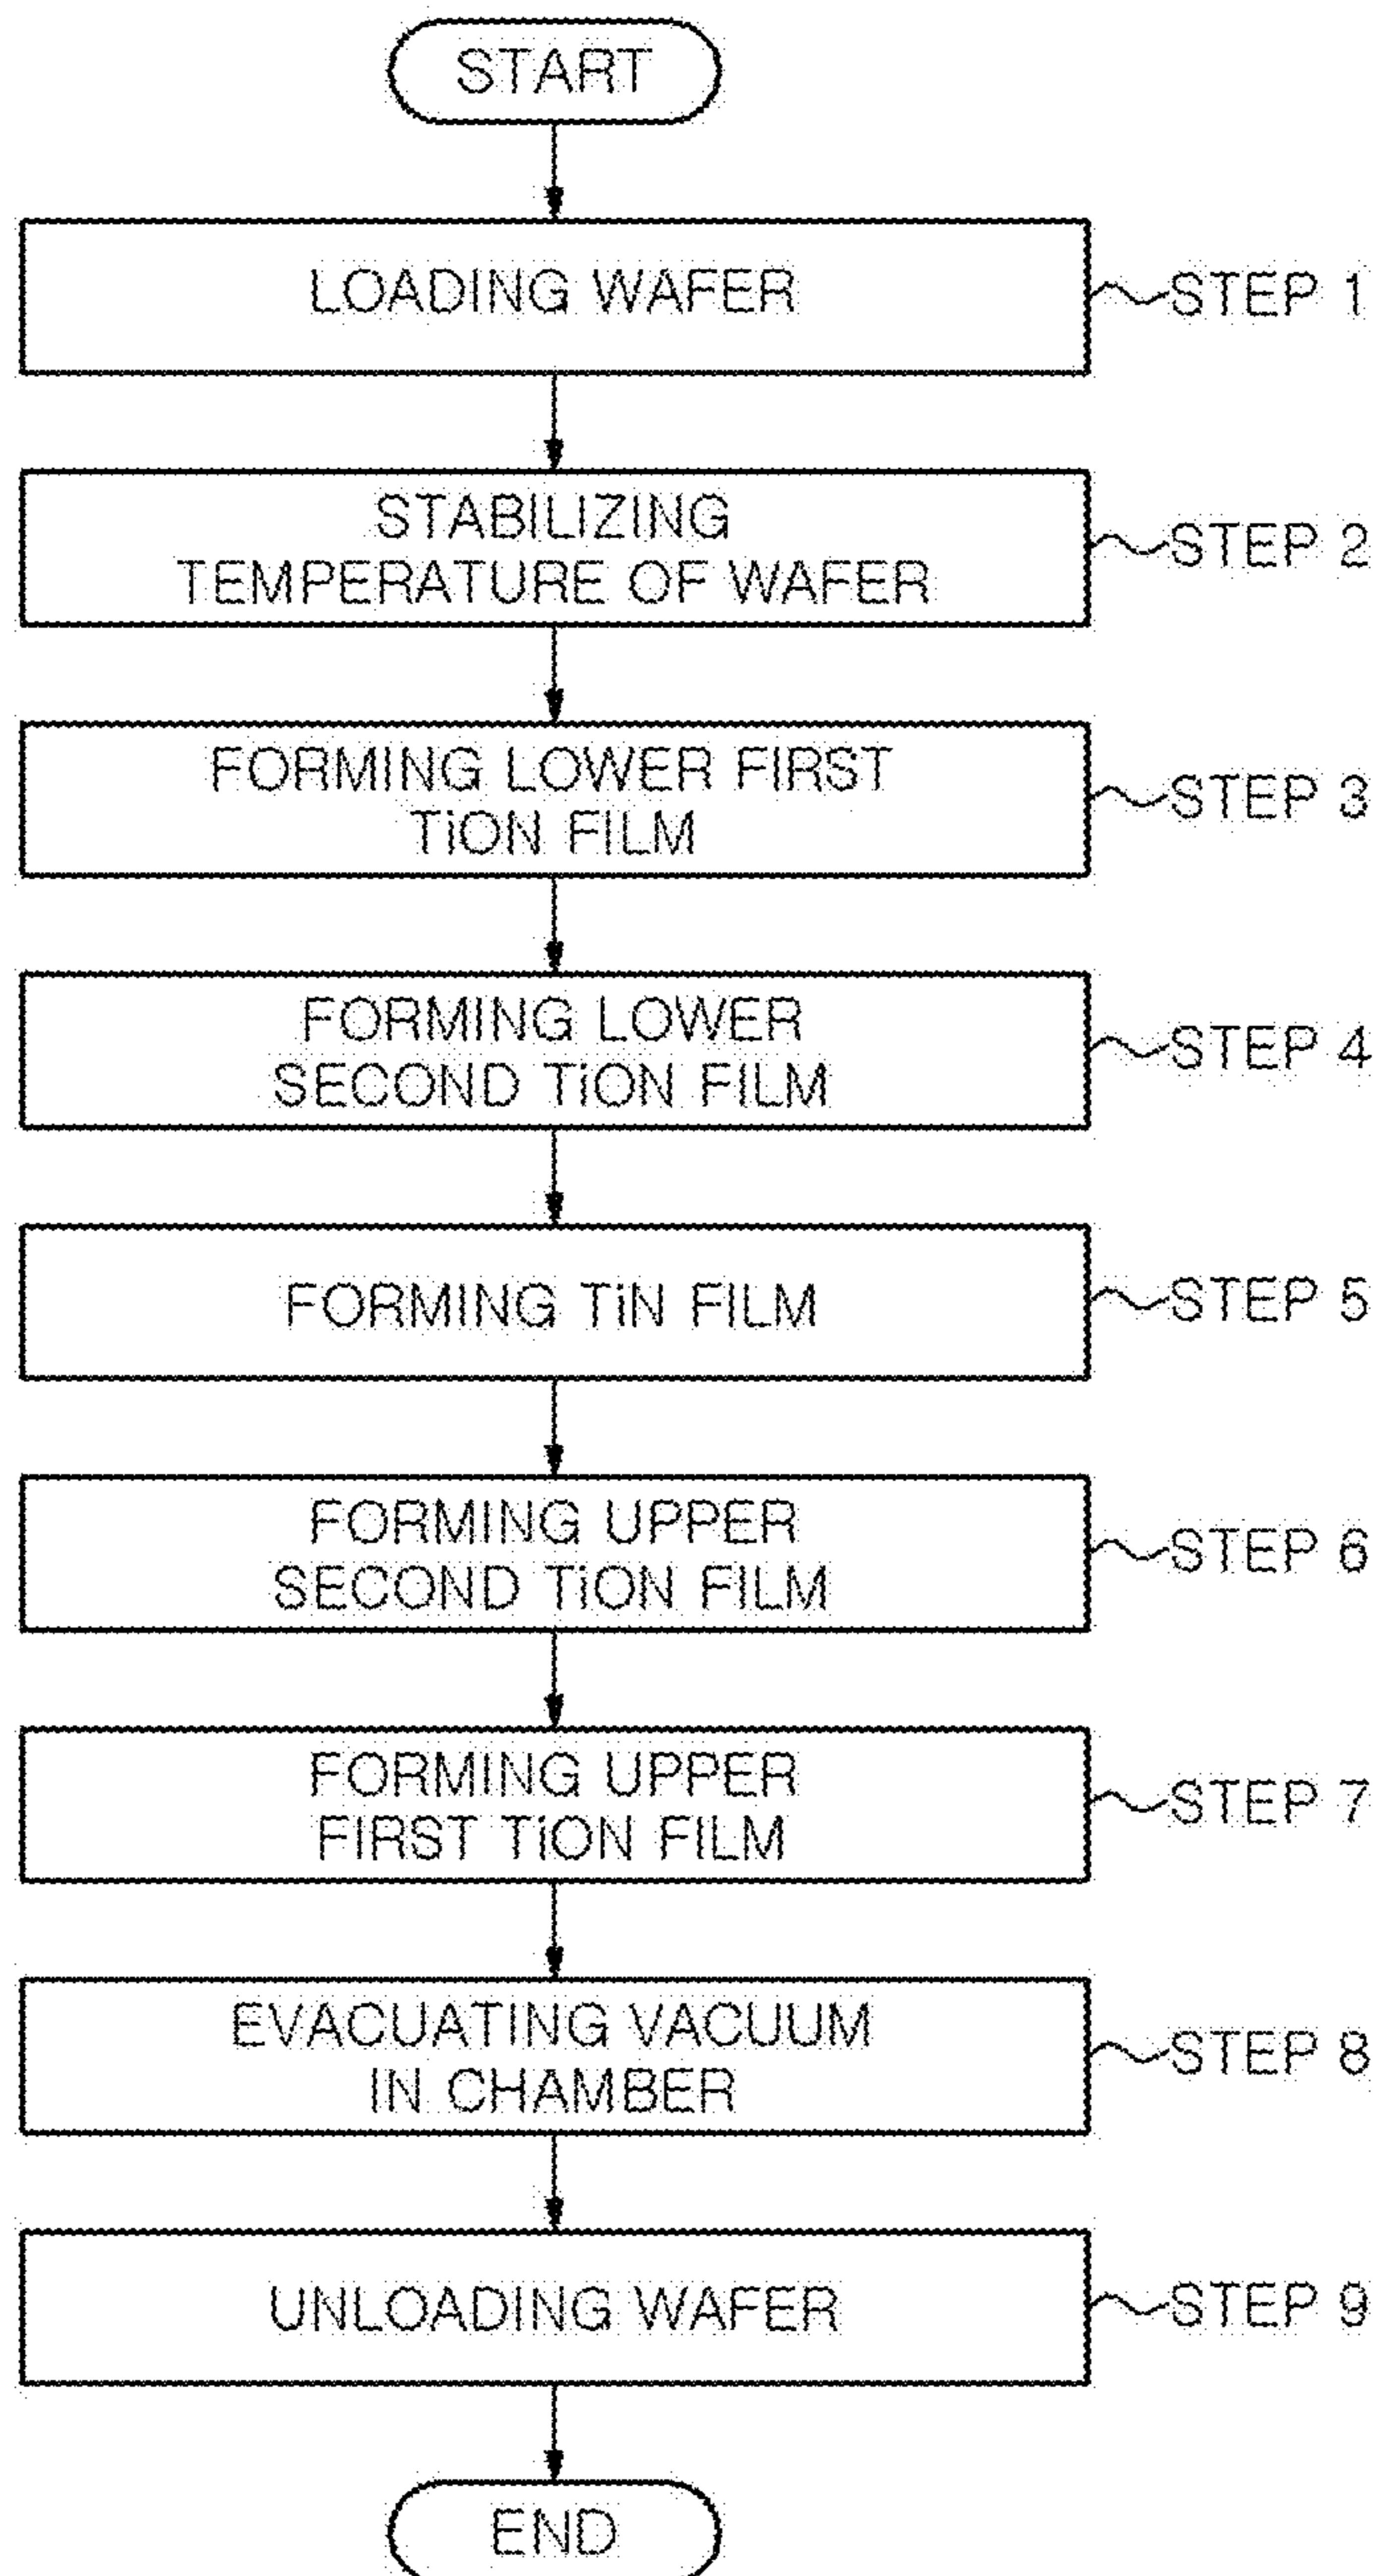 START
LOADING WAFER
STEP 1
STABILIZING
TEMPERATURE OF WAFER
STEP 2
FORMING LOWER FIRST
TiON FILM
STEP 3
FORMING LOWER
SECOND TiON FILM
STEP 4
FORMING TiN FILM
STEP 5
FORMING UPPER
SECOND TiON FILM
STEP 6
FORMING UPPER
FIRST TiON FILM
STEP 7
EVACUATING VACUUM
IN CHAMBER
STEP 8
UNLOADING WAFER
STEP 9
END